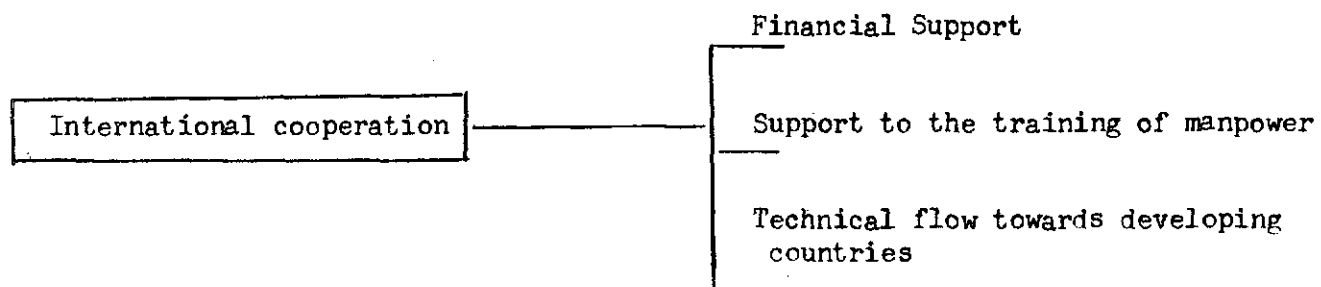 Financial Support
International cooperation
Support to the training of manpower
Technical flow towards developing
countries